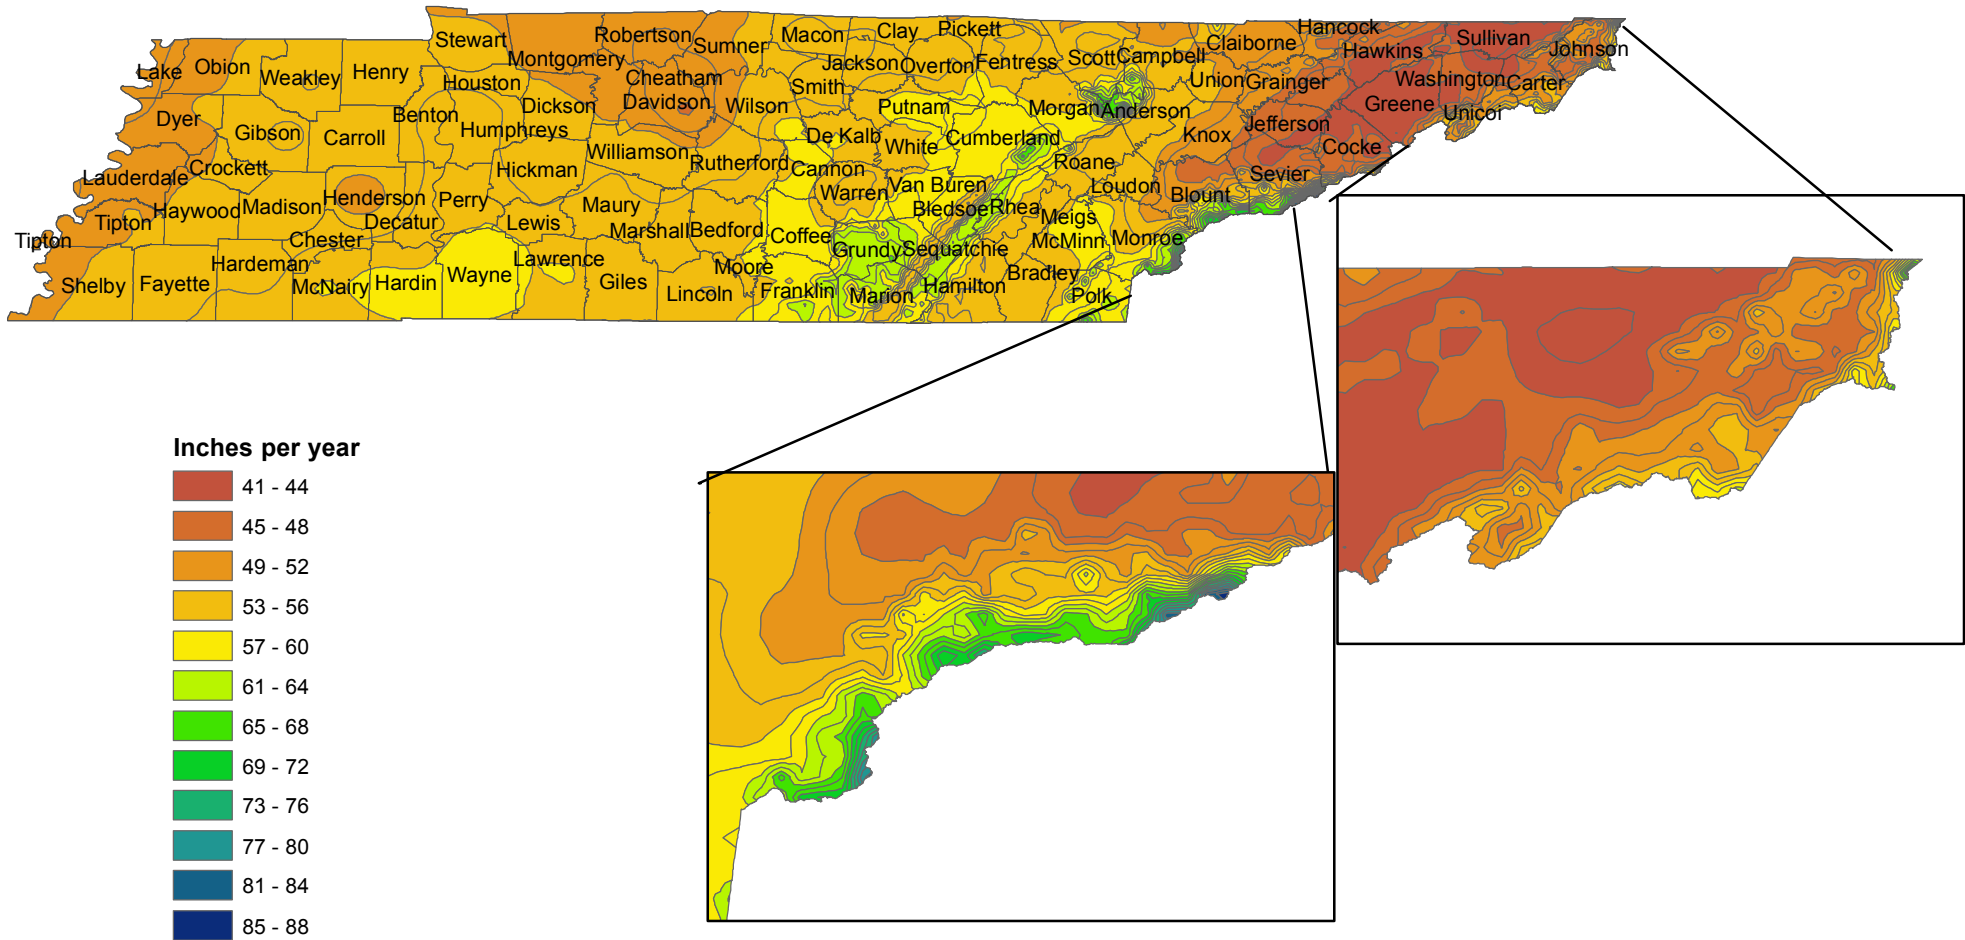 Stewart
Robertson
Montgomery
Sumner
Macon
Clay
Pickett
Hancock
Claiborne
Hawkins
Sullivan
Johnson
Lake
Obion
Weakley
Henry
Houston
Cheatham
Jackson
Overton
Fentress
Scott
Campbell
Union
Grainger
Washington
Carter
Smith
Dyer
Gibson
Carroll
Benton
Dickson
Humphreys
Davidson
Wilson
Putnam
Morgan
Anderson
Greene
Unicoi
Jefferson
Knox
Cocke
De Kalb
White
Cumberland
Williamson
Rutherford
Cannon
Roane
Sevier
Crockett
Lauderdale
Hickman
Haywood
Madison
Henderson
Perry
Decatur
Warren
Van Buren
Loudon
Blount
Maury
Bledsoe
Rhea
Meigs
Tipton
Tipton
Chester
Lewis
Marshall
Bedford
Coffee
Grundy
Sequatchie
McMinn
Monroe
Shelby
Fayette
Hardeman
McNairy
Hardin
Wayne
Lawrence
Giles
Lincoln
Moore
Franklin
Marion
Hamilton
Bradley
Polk
Inches per year
41 - 44
45 - 48
49 - 52
53 - 56
57 - 60
61 - 64
65 - 68
69 - 72
73 - 76
77 - 80
81 - 84
85 - 88